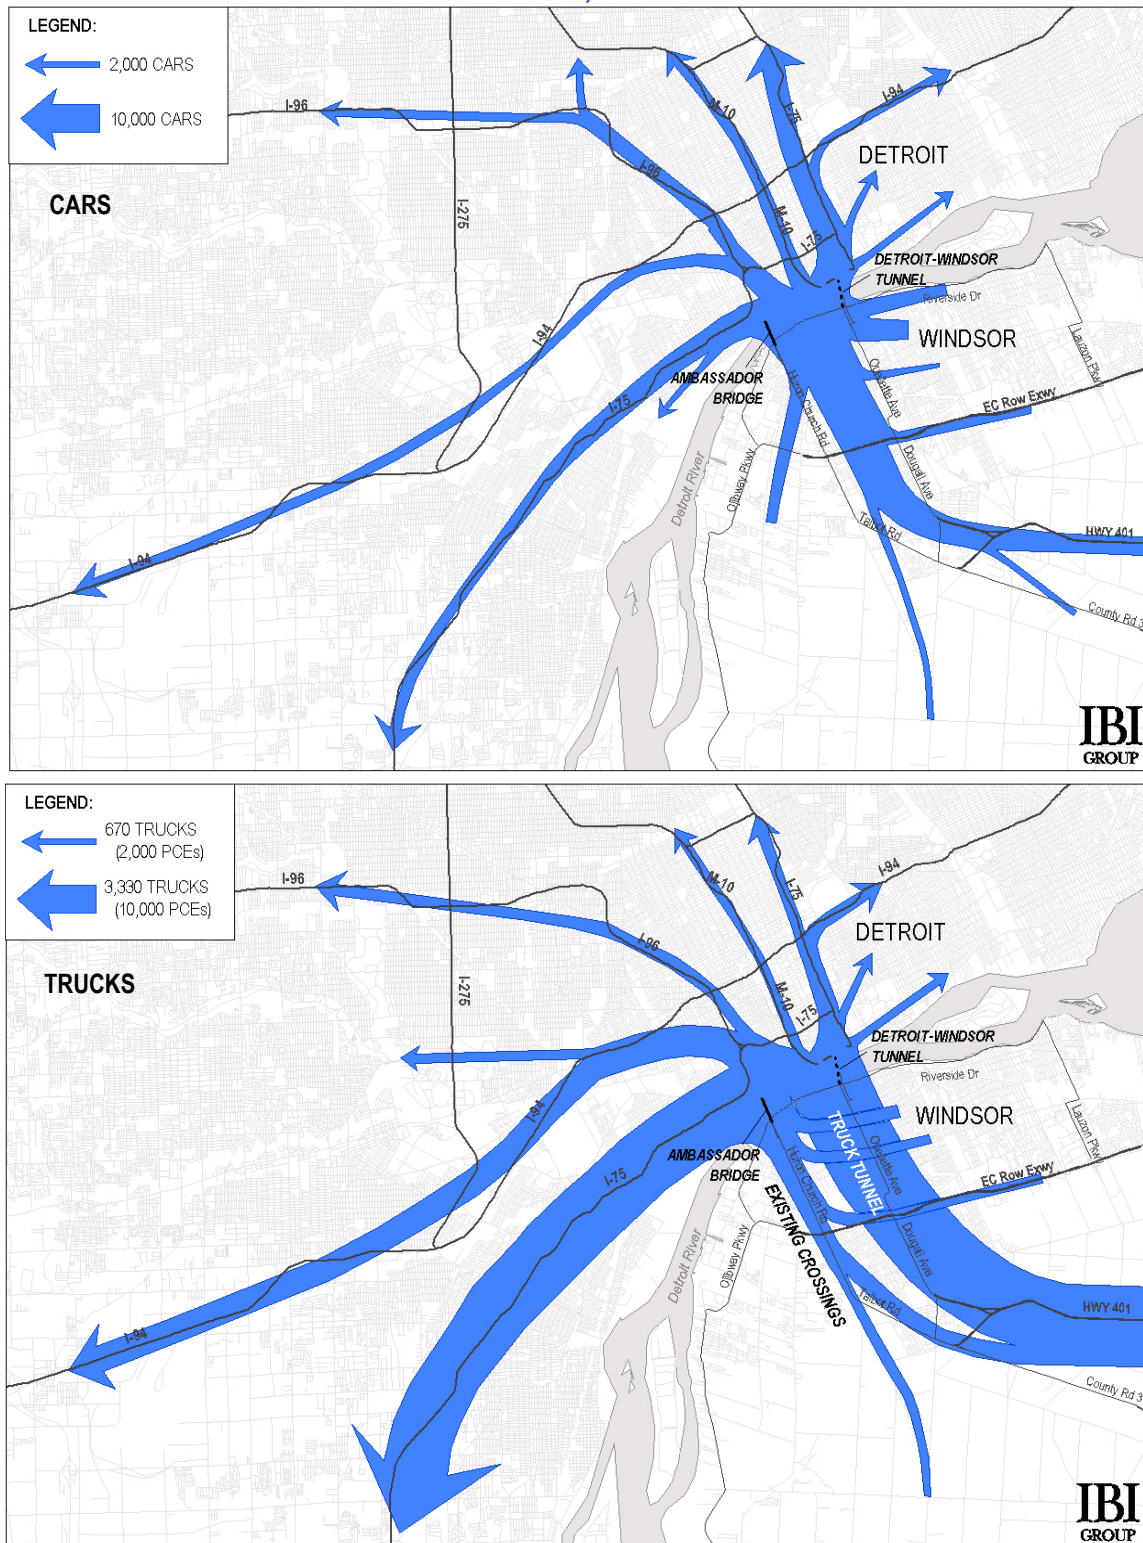 LEGEND:
2,000 CARS
10,000 CARS
CARS
I-96
I-275
I-96
M-10
I-75
I-94
DETROIT
M-10
I-75
DETROIT-WINDSOR
TUNNEL
Riverside Dr
WINDSOR
I-94
AMBASSADOR
BRIDGE
I-75
Huron Church Rd
Ouellette Ave
Lauzon Pkwy
EC Row Exwy
Dougall Ave
Detroit River
Ojibway Pkwy
Talbot Rd
HWY 401
I-94
County Rd 3
IBI
GROUP
LEGEND:
670 TRUCKS
(2,000 PCEs)
3,330 TRUCKS
(10,000 PCEs)
TRUCKS
I-96
I-275
I-96
M-10
I-75
I-94
DETROIT
M-10
I-75
DETROIT-WINDSOR
TUNNEL
Riverside Dr
WINDSOR
I-94
AMBASSADOR
BRIDGE
I-75
TRUCK TUNNEL
Huron Church Rd
Ouellette Ave
Lauzon Pkwy
EC Row Exwy
EXISTING CROSSINGS
Dougall Ave
Detroit River
Ojibway Pkwy
Talbot Rd
HWY 401
I-94
County Rd 3
IBI
GROUP